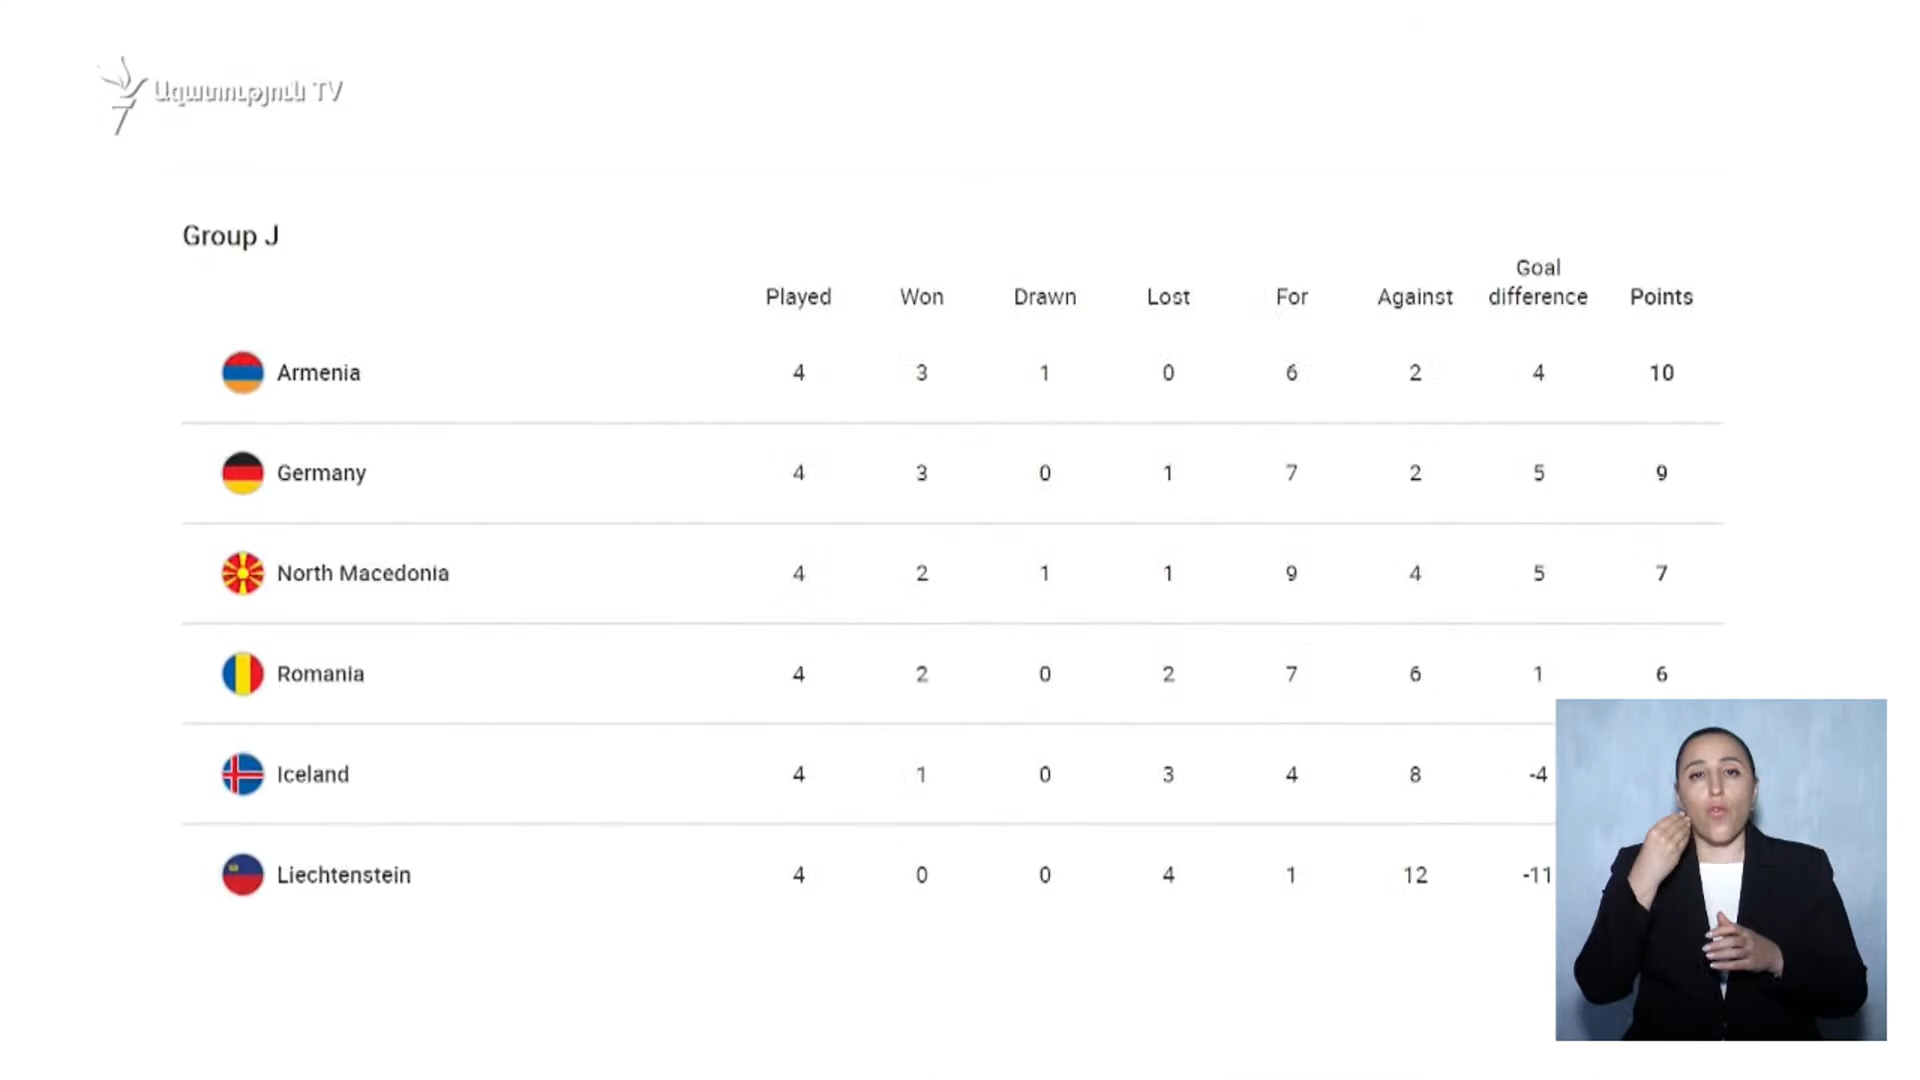 Ազատություն TV
Group J
Played Won Drawn Lost For Against Goal difference Points
Armenia 4 3 1 0 6 2 4 10
Germany 4 3 0 1 7 2 5 9
North Macedonia 4 2 1 1 9 4 5 7
Romania 4 2 0 2 7 6 1 6
Iceland 4 1 0 3 4 8 -4
Liechtenstein 4 0 0 4 1 12 -11